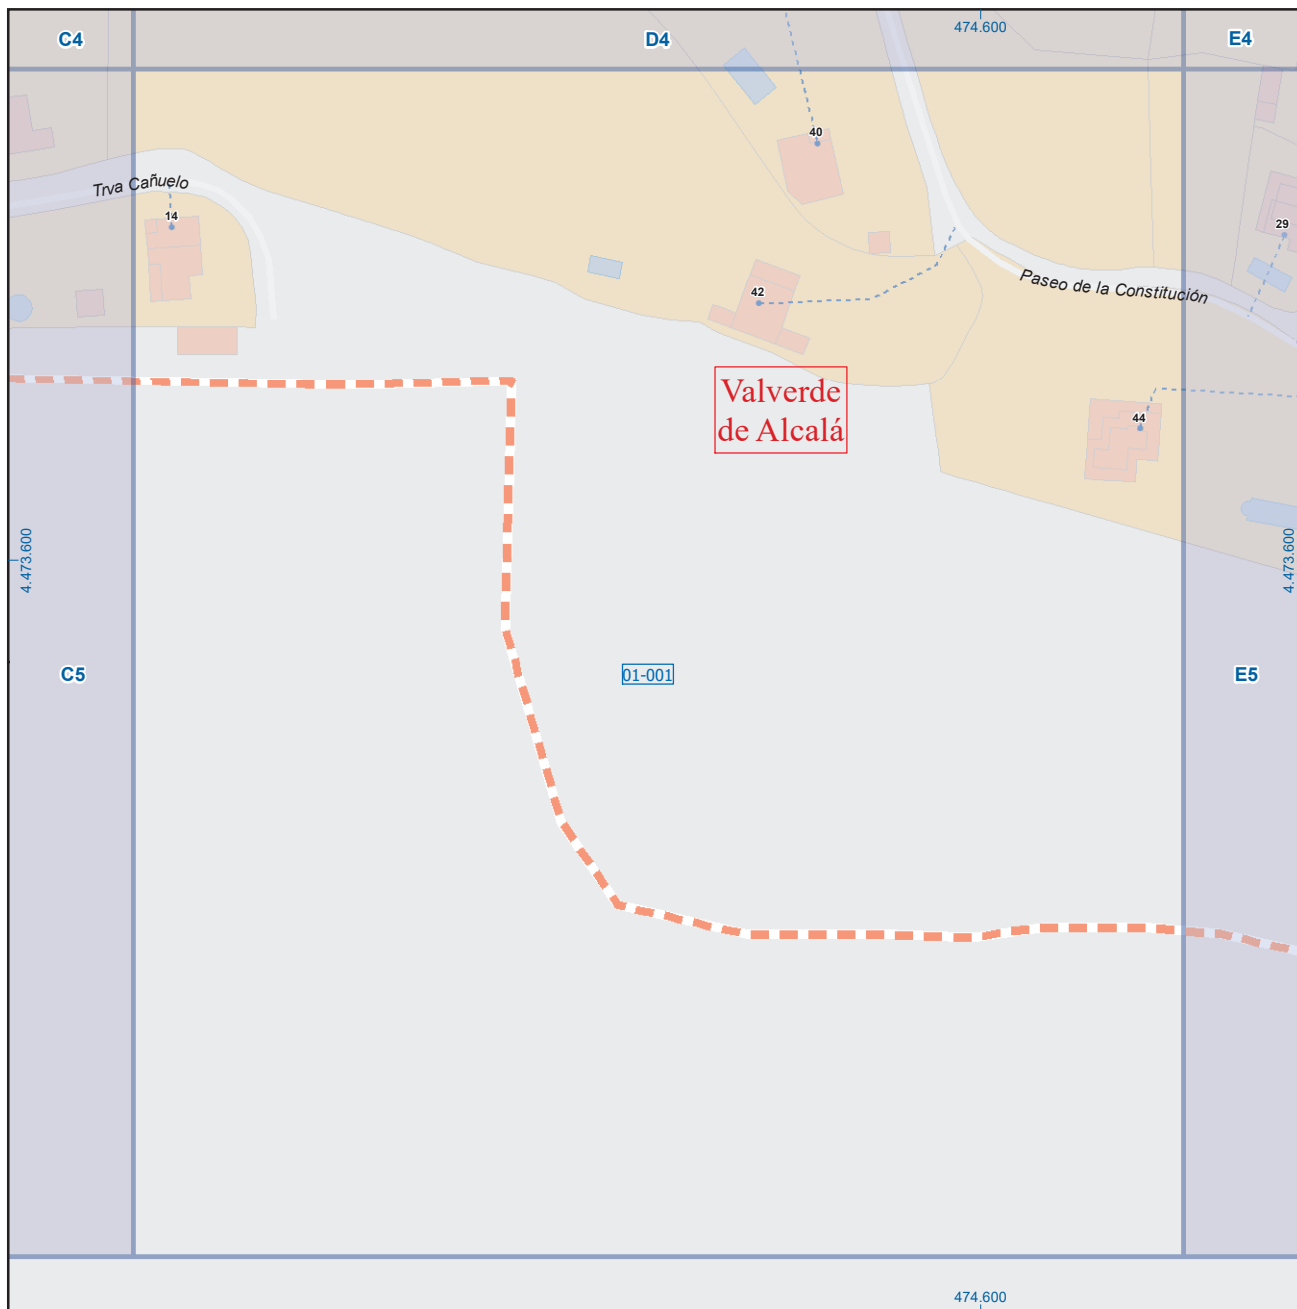 474.600
C4
D4
E4
40
Trva Cañuelo
14
29
42
Paseo de la Constitución
Valverde
de Alcalá
44
4.473.600
4.473.600
C5
01-001
E5
474.600